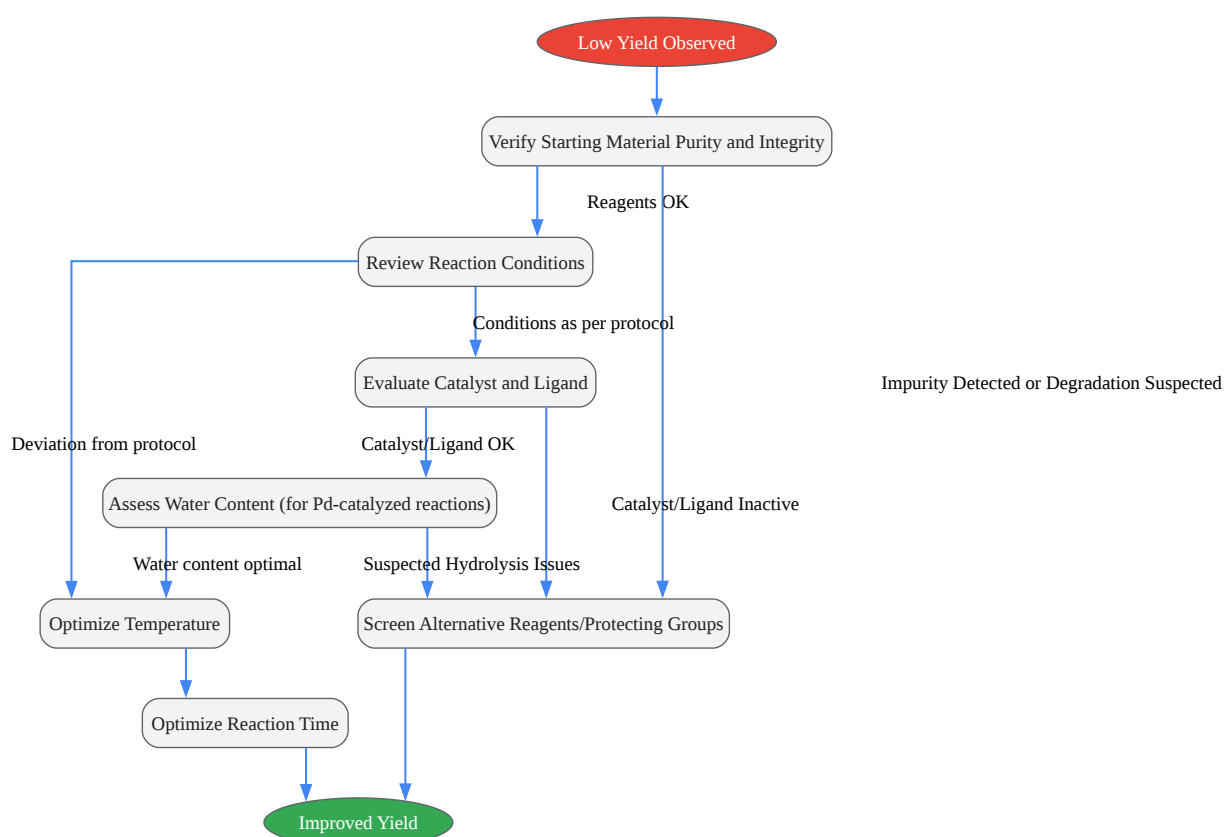 Low Yield Observed
Verify Starting Material Purity and Integrity
Reagents OK
Review Reaction Conditions
Conditions as per protocol
Evaluate Catalyst and Ligand
Impurity Detected or Degradation Suspected
Deviation from protocol
Catalyst/Ligand OK
Assess Water Content (for Pd-catalyzed reactions)
Catalyst/Ligand Inactive
Water content optimal
Suspected Hydrolysis Issues
Optimize Temperature
Screen Alternative Reagents/Protecting Groups
Optimize Reaction Time
Improved Yield